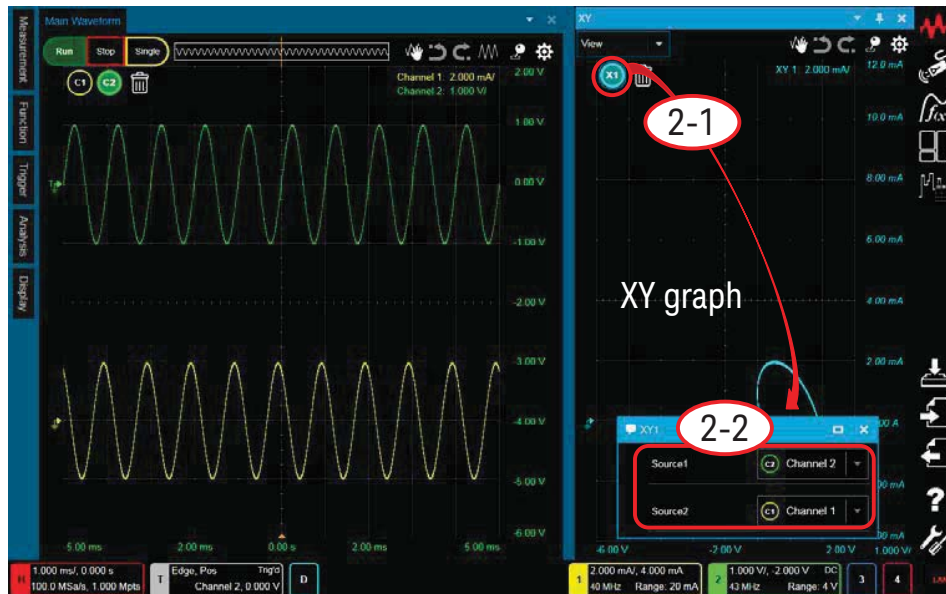 Main Waveform
XY
Measurement
Function
Trigger
Analysis
Display
Run
Stop
Single
C1
C2
Channel 1: 2.000 mA/
Channel 2: 1.000 V/
2.00 V
1.00 V
0.00 V
-1.00 V
-2.00 V
-3.00 V
-4.00 V
-5.00 V
-6.00 V
-5.00 ms
-2.00 ms
0.00 s
2.00 ms
5.00 ms
View
X1
XY 1: 2.000 mA/
12.0 mA
10.0 mA
8.00 mA
6.00 mA
4.00 mA
2.00 mA
2-1
XY graph
2-2
XY1
Source1
C2 Channel 2
Source2
C1 Channel 1
-6.00 V
-2.00 V
2.00 V
1.000 V/
f(x)
?
H
1.000 ms/, 0.000 s
100.0 MSa/s, 1.000 Mpts
T
Edge, Pos
Trig'd
Channel 2, 0.000 V
D
1
2.000 mA/, 4.000 mA
40 MHz
Range: 20 mA
2
1.000 V/, -2.000 V
DC
43 MHz
Range: 4 V
3
4